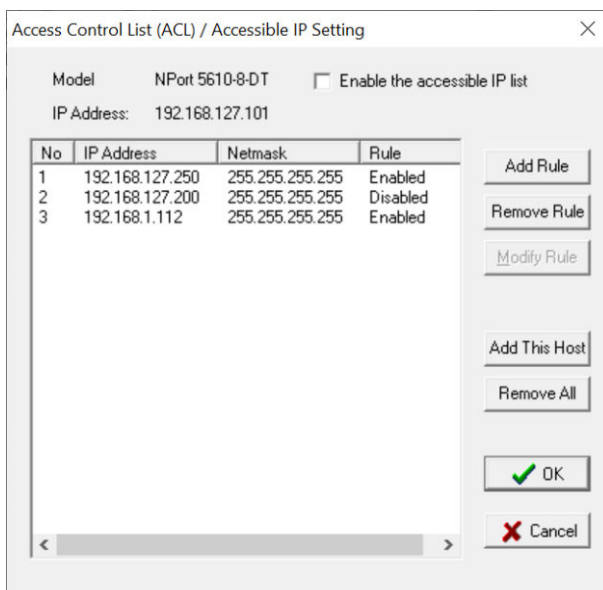 Access Control List (ACL) / Accessible IP Setting
Model NPort 5610-8-DT Enable the accessible IP list
IP Address: 192.168.127.101
No IP Address Netmask Rule
1 192.168.127.250 255.255.255.255 Enabled
2 192.168.127.200 255.255.255.255 Disabled
3 192.168.1.112 255.255.255.255 Enabled
Add Rule
Remove Rule
Modify Rule
Add This Host
Remove All
OK
Cancel